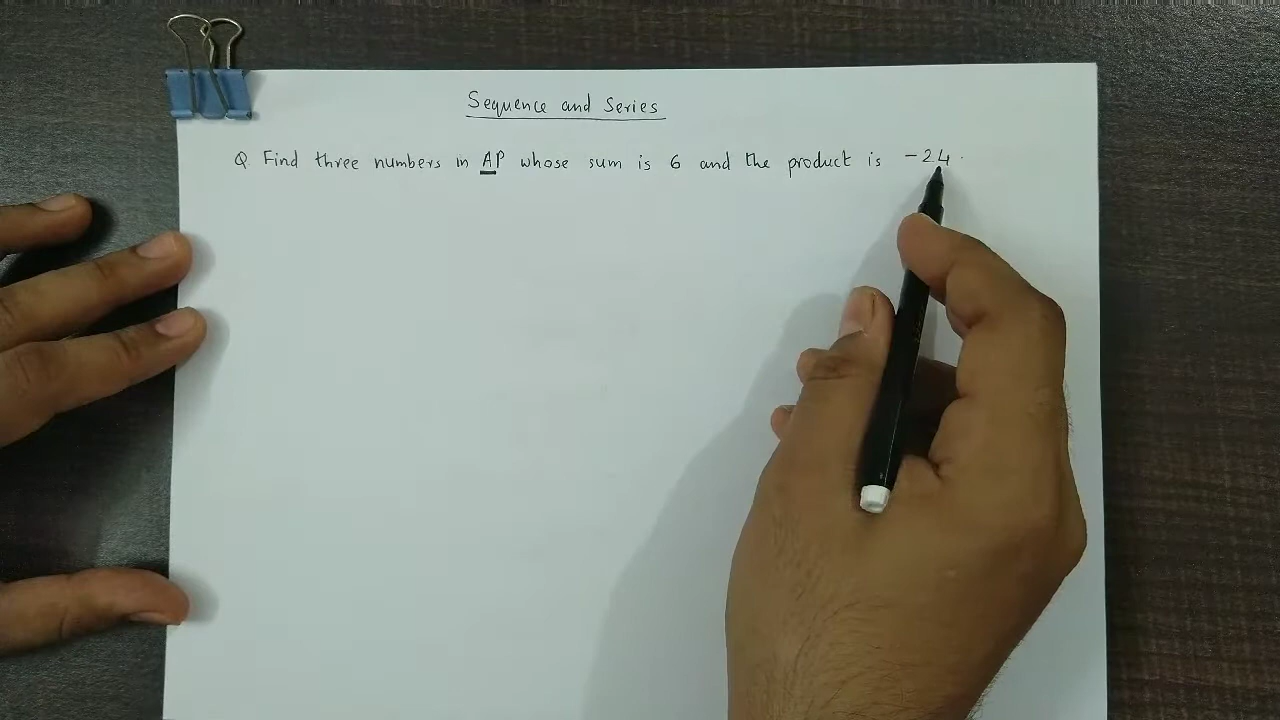 Sequence and Series
Q Find three numbers in AP whose sum is 6 and the product is -24.